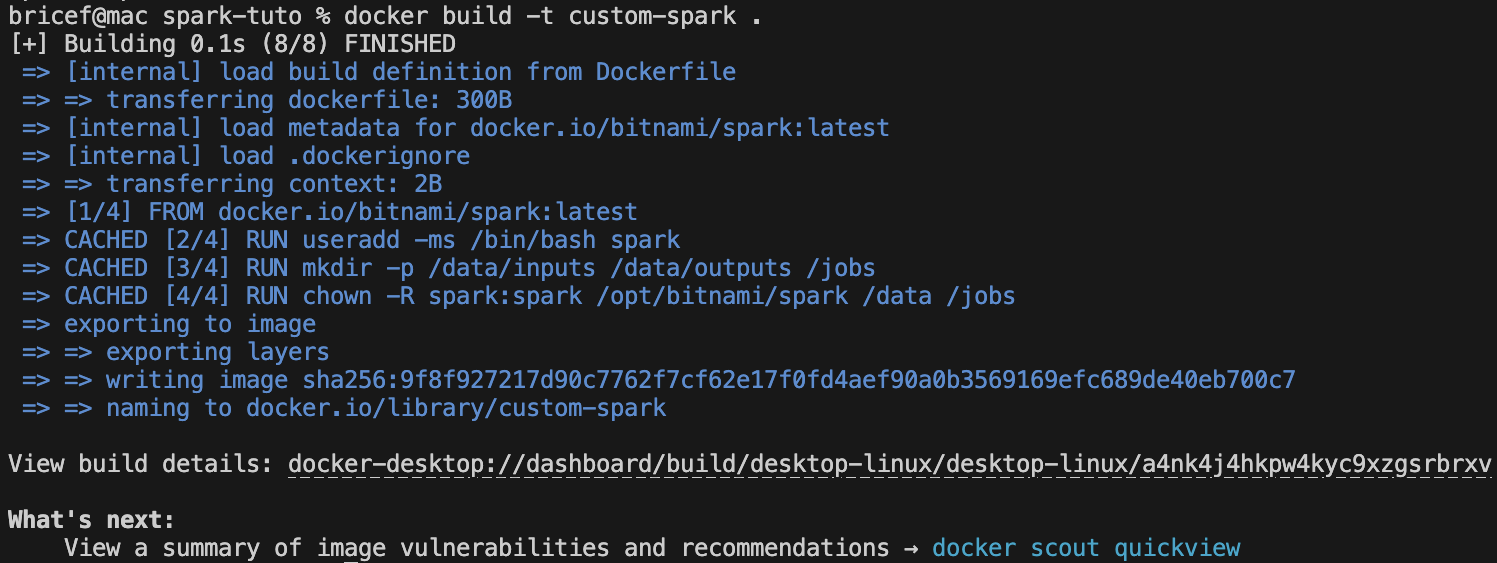 bricef@mac spark-tuto % docker build -t custom-spark .
[+] Building 0.1s (8/8) FINISHED
=> [internal] load build definition from Dockerfile
=> => transferring dockerfile: 300B
=> [internal] load metadata for docker.io/bitnami/spark:latest
=> [internal] load .dockerignore
=> => transferring context: 2B
=> [1/4] FROM docker.io/bitnami/spark:latest
=> CACHED [2/4] RUN useradd -ms /bin/bash spark
=> CACHED [3/4] RUN mkdir -p /data/inputs /data/outputs /jobs
=> CACHED [4/4] RUN chown -R spark:spark /opt/bitnami/spark /data /jobs
=> exporting to image
=> => exporting layers
=> => writing image sha256:9f8f927217d90c7762f7cf62e17f0fd4aef90a0b3569169efc689de40eb700c7
=> => naming to docker.io/library/custom-spark
View build details: docker-desktop://dashboard/build/desktop-linux/desktop-linux/a4nk4j4hkpw4kyc9xzgsrbrxv
What's next:
View a summary of image vulnerabilities and recommendations → docker scout quickview